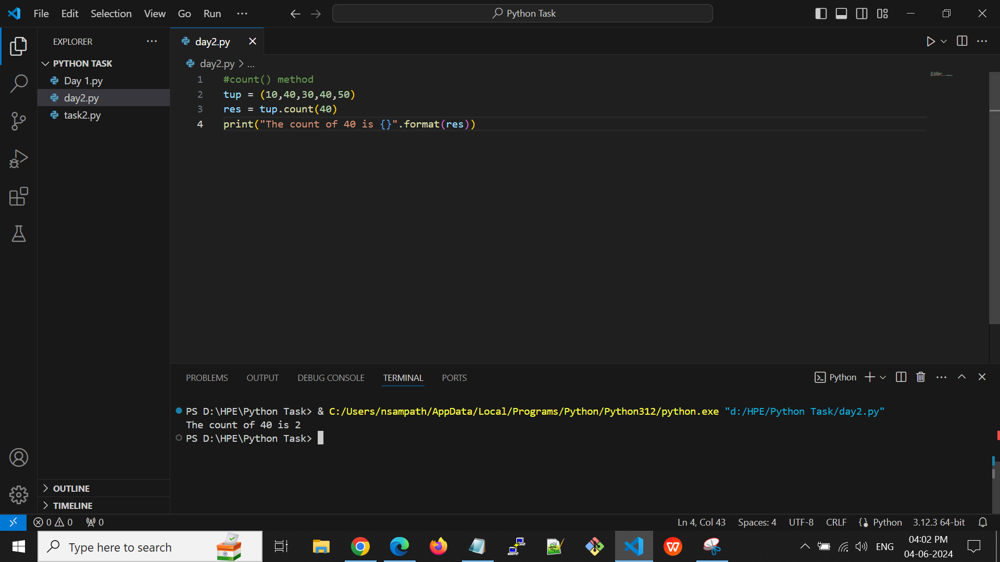 File Edit Selection View Go Run ···
Python Task
EXPLORER ···
PYTHON TASK
Day 1.py
day2.py
task2.py
OUTLINE
TIMELINE
day2.py
day2.py > ...
1 #count() method
2 tup = (10,40,30,40,50)
3 res = tup.count(40)
4 print("The count of 40 is {}".format(res))
PROBLEMS OUTPUT DEBUG CONSOLE TERMINAL PORTS
Python
PS D:\HPE\Python Task> & C:/Users/nsampath/AppData/Local/Programs/Python/Python312/python.exe "d:/HPE/Python Task/day2.py"
The count of 40 is 2
PS D:\HPE\Python Task>
0 0 0
Ln 4, Col 43 Spaces: 4 UTF-8 CRLF {} Python 3.12.3 64-bit
Type here to search
ENG
04:02 PM
04-06-2024